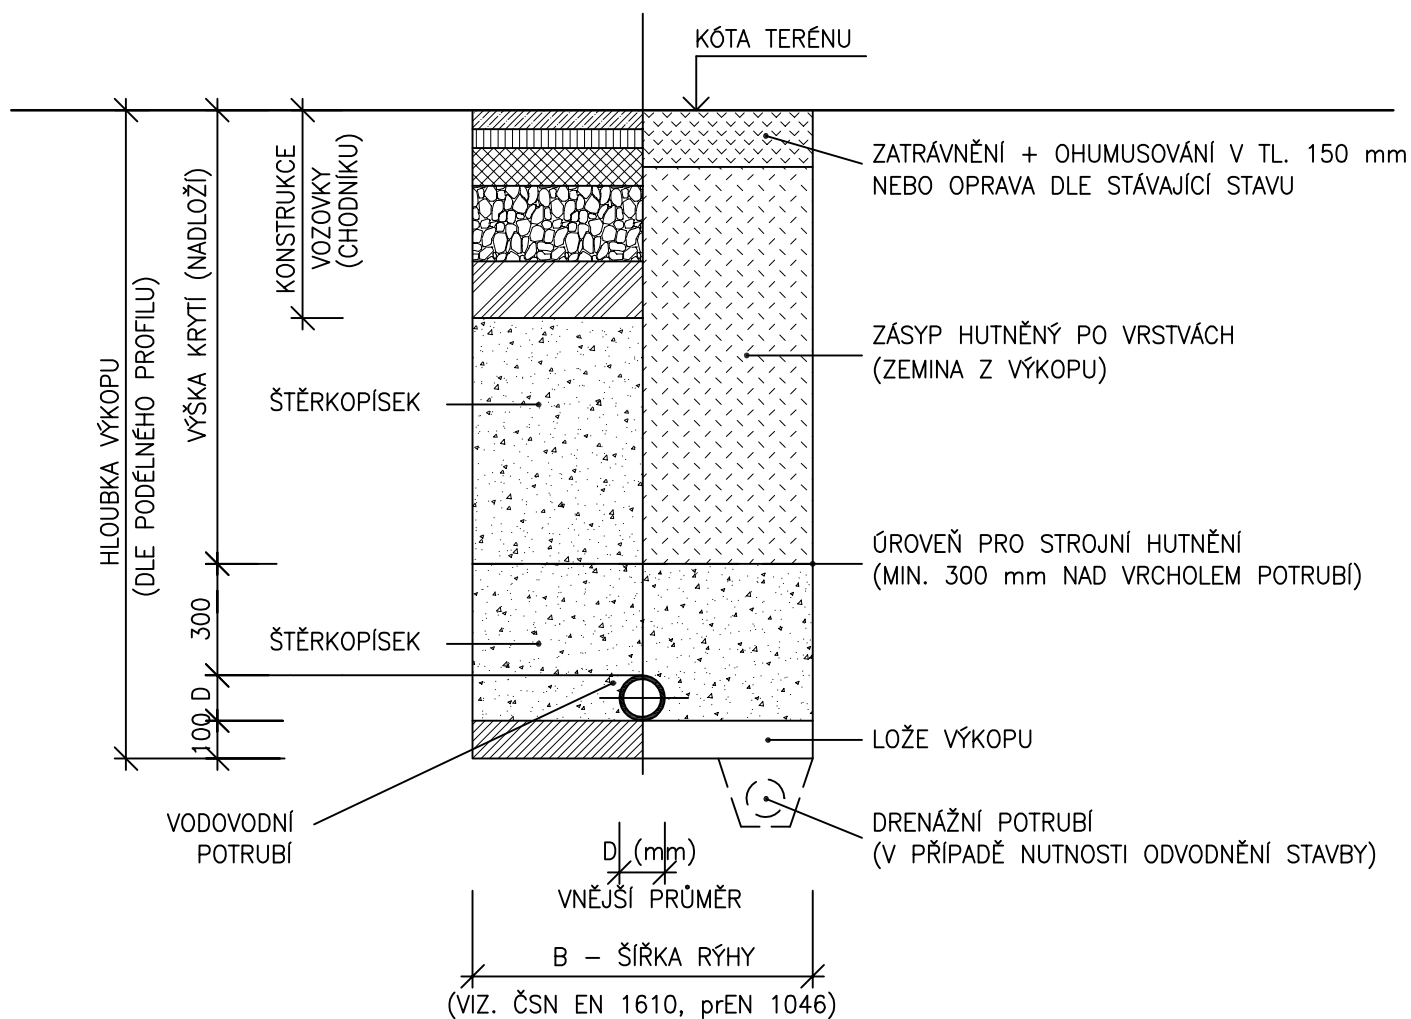 KÓTA TERÉNU
ZATRÁVNĚNÍ + OHUMUSOVÁNÍ V TL. 150 mm
NEBO OPRAVA DLE STÁVAJÍCÍ STAVU
KONSTRUKCE
VOZOVKY
(CHODNÍKU)
VÝŠKA KRYTÍ (NADLOŽÍ)
HLOUBKA VÝKOPU
(DLE PODÉLNÉHO PROFILU)
ZÁSYP HUTNĚNÝ PO VRSTVÁCH
(ZEMINA Z VÝKOPU)
ŠTĚRKOPÍSEK
ÚROVEŇ PRO STROJNÍ HUTNĚNÍ
(MIN. 300 mm NAD VRCHOLEM POTRUBÍ)
300
ŠTĚRKOPÍSEK
D
100
LOŽE VÝKOPU
VODOVODNÍ
POTRUBÍ
DRENÁŽNÍ POTRUBÍ
(V PŘÍPADĚ NUTNOSTI ODVODNĚNÍ STAVBY)
D (mm)
VNĚJŠÍ PRŮMĚR
B – ŠÍŘKA RÝHY
(VIZ. ČSN EN 1610, prEN 1046)